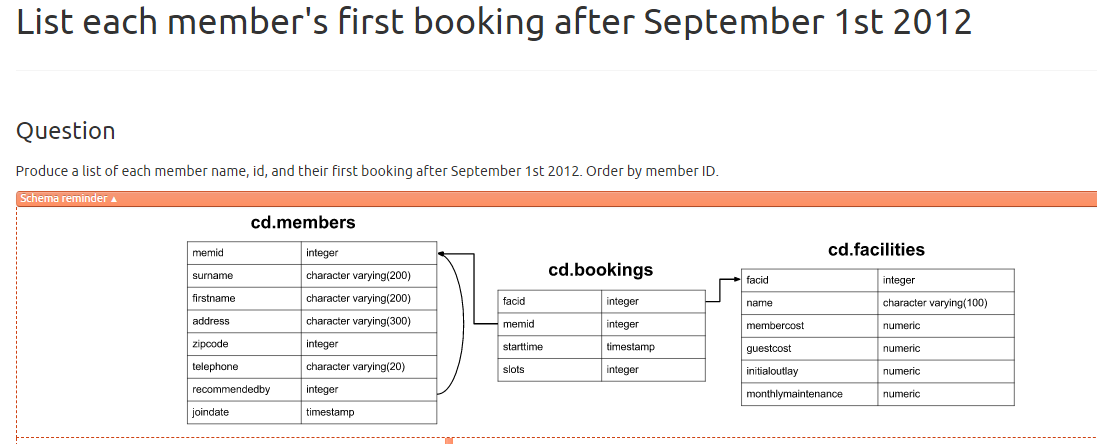 List each member's first booking after September 1st 2012
Question
Produce a list of each member name, id, and their first booking after September 1st 2012. Order by member ID.
Schema reminder ▲
cd.members
memid integer
surname character varying(200)
firstname character varying(200)
address character varying(300)
zipcode integer
telephone character varying(20)
recommendedby integer
joindate timestamp
cd.bookings
facid integer
memid integer
starttime timestamp
slots integer
cd.facilities
facid integer
name character varying(100)
membercost numeric
guestcost numeric
initialoutlay numeric
monthlymaintenance numeric